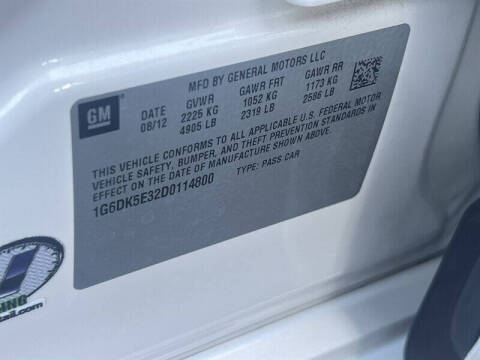 MFD BY GENERAL MOTORS LLC
GM
DATE GVWR GAWR FRT GAWR RR
08/12 2225 KG 1052 KG 1173 KG
4905 LB 2319 LB 2586 LB
THIS VEHICLE CONFORMS TO ALL APPLICABLE U.S. FEDERAL MOTOR
VEHICLE SAFETY, BUMPER, AND THEFT PREVENTION STANDARDS IN
EFFECT ON THE DATE OF MANUFACTURE SHOWN ABOVE.
1G6DK5E32D0114800 TYPE: PASS CAR